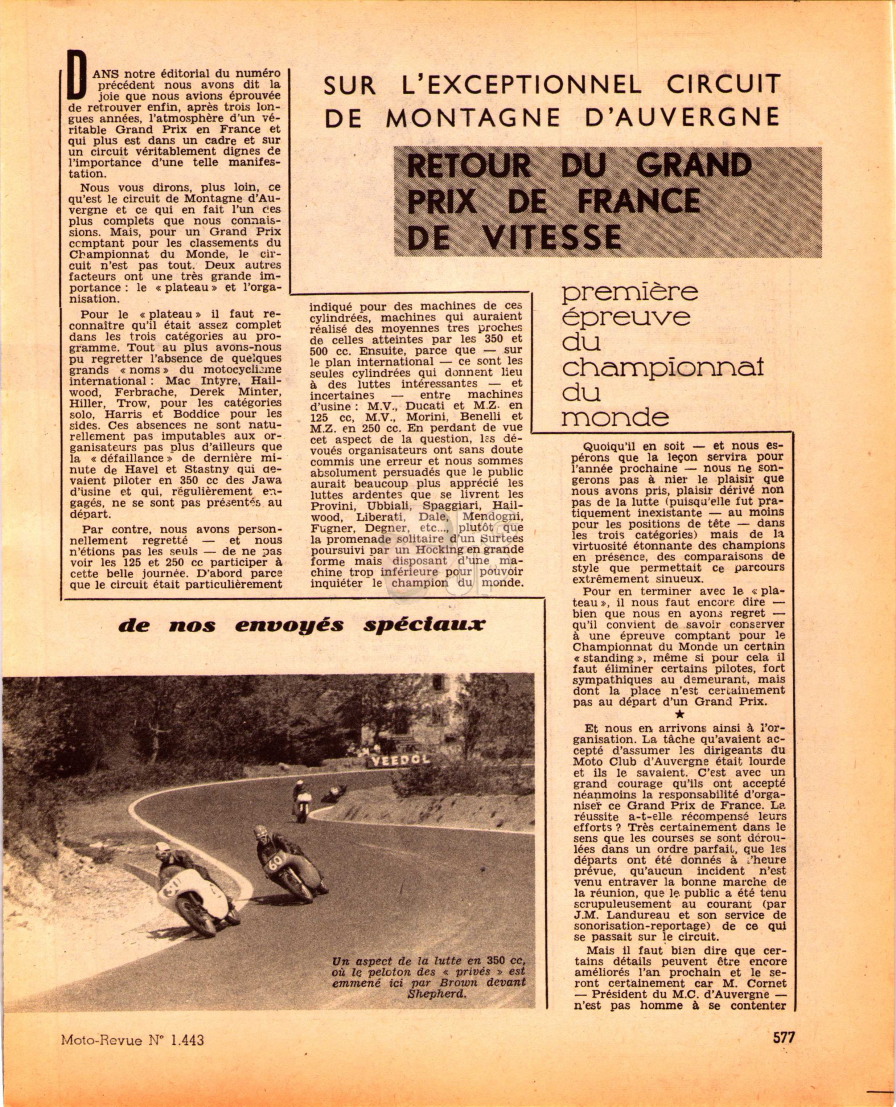 SUR L'EXCEPTIONNEL CIRCUIT
DE MONTAGNE D'AUVERGNE
RETOUR DU GRAND
PRIX DE FRANCE
DE VITESSE
première
épreuve
du
championnat
du
monde
DANS notre éditorial du numéro
précédent nous avons dit la
joie que nous avions éprouvée
de retrouver enfin, après trois lon-
gues années, l'atmosphère d'un vé-
ritable Grand Prix en France et
qui plus est dans un cadre et sur
un circuit véritablement dignes de
l'importance d'une telle manifes-
tation.
Nous vous dirons, plus loin, ce
qu'est le circuit de Montagne d'Au-
vergne et ce qui en fait l'un des
plus complets que nous connais-
sions. Mais, pour un Grand Prix
comptant pour les classements du
Championnat du Monde, le cir-
cuit n'est pas tout. Deux autres
facteurs ont une très grande im-
portance : le « plateau » et l'orga-
nisation.
Pour le « plateau » il faut re-
connaître qu'il était assez complet
dans les trois catégories au pro-
gramme. Tout au plus avons-nous
pu regretter l'absence de quelques
grands « noms » du motocyclisme
international : Mac Intyre, Hail-
wood, Ferbrache, Derek Minter,
Hiller, Trow, pour les catégories
solo, Harris et Boddice pour les
sides. Ces absences ne sont natu-
rellement pas imputables aux or-
ganisateurs pas plus d'ailleurs que
la « défaillance » de dernière mi-
nute de Havel et Stastny qui de-
vaient piloter en 350 cc des Jawa
d'usine et qui, régulièrement en-
gagés, ne se sont pas présentés au
départ.
Par contre, nous avons person-
nellement regretté — et nous
n'étions pas les seuls — de ne pas
voir les 125 et 250 cc participer à
cette belle journée. D'abord parce
que le circuit était particulièrement
indiqué pour des machines de ces
cylindrées, machines qui auraient
réalisé des moyennes tres proches
de celles atteintes par les 350 et
500 cc. Ensuite, parce que — sur
le plan international — ce sont les
seules cylindrées qui donnent lieu
à des luttes intéressantes — et
incertaines — entre machines
d'usine : M.V., Ducati et M.Z. en
125 cc, M.V., Morini, Benelli et
M.Z. en 250 cc. En perdant de vue
cet aspect de la question, les dé-
voués organisateurs ont sans doute
commis une erreur et nous sommes
absolument persuadés que le public
aurait beaucoup plus apprécié les
luttes ardentes que se livrent les
Provini, Ubbiali, Spaggiari, Hail-
wood, Liberati, Dale, Mendogni,
Fugner, Degner, etc..., plutôt que
la promenade solitaire d'un Surtees
poursuivi par un Hocking en grande
forme mais disposant d'une ma-
chine trop inférieure pour pouvoir
inquiéter le champion du monde.
Quoiqu'il en soit — et nous es-
pérons que la leçon servira pour
l'année prochaine — nous ne son-
gerons pas à nier le plaisir que
nous avons pris, plaisir dérivé non
pas de la lutte (puisqu'elle fut pra-
tiquement inexistante — au moins
pour les positions de tête — dans
les trois catégories) mais de la
virtuosité étonnante des champions
en présence, des comparaisons de
style que permettait ce parcours
extrêmement sinueux.
Pour en terminer avec le « pla-
teau », il nous faut encore dire —
bien que nous en ayons regret —
qu'il convient de savoir conserver
à une épreuve comptant pour le
Championnat du Monde un certain
« standing », même si pour cela il
faut éliminer certains pilotes, fort
sympathiques au demeurant, mais
dont la place n'est certainement
pas au départ d'un Grand Prix.
★
Et nous en arrivons ainsi à l'or-
ganisation. La tâche qu'avaient ac-
cepté d'assumer les dirigeants du
Moto Club d'Auvergne était lourde
et ils le savaient. C'est avec un
grand courage qu'ils ont accepté
néanmoins la responsabilité d'orga-
niser ce Grand Prix de France. La
réussite a-t-elle récompensé leurs
efforts ? Très certainement dans le
sens que les courses se sont dérou-
lées dans un ordre parfait, que les
départs ont été donnés à l'heure
prévue, qu'aucun incident n'est
venu entraver la bonne marche de
la réunion, que le public a été tenu
scrupuleusement au courant (par
J.M. Landureau et son service de
sonorisation-reportage) de ce qui
se passait sur le circuit.
Mais il faut bien dire que cer-
tains détails peuvent être encore
améliorés l'an prochain et le se-
ront certainement car M. Cornet
— Président du M.C. d'Auvergne —
n'est pas homme à se contenter
de nos envoyés spéciaux
VEEDOL
60
Un aspect de la lutte en 350 cc,
où le peloton des « privés » est
emmené ici par Brown devant
Shepherd.
Moto-Revue N° 1.443
577